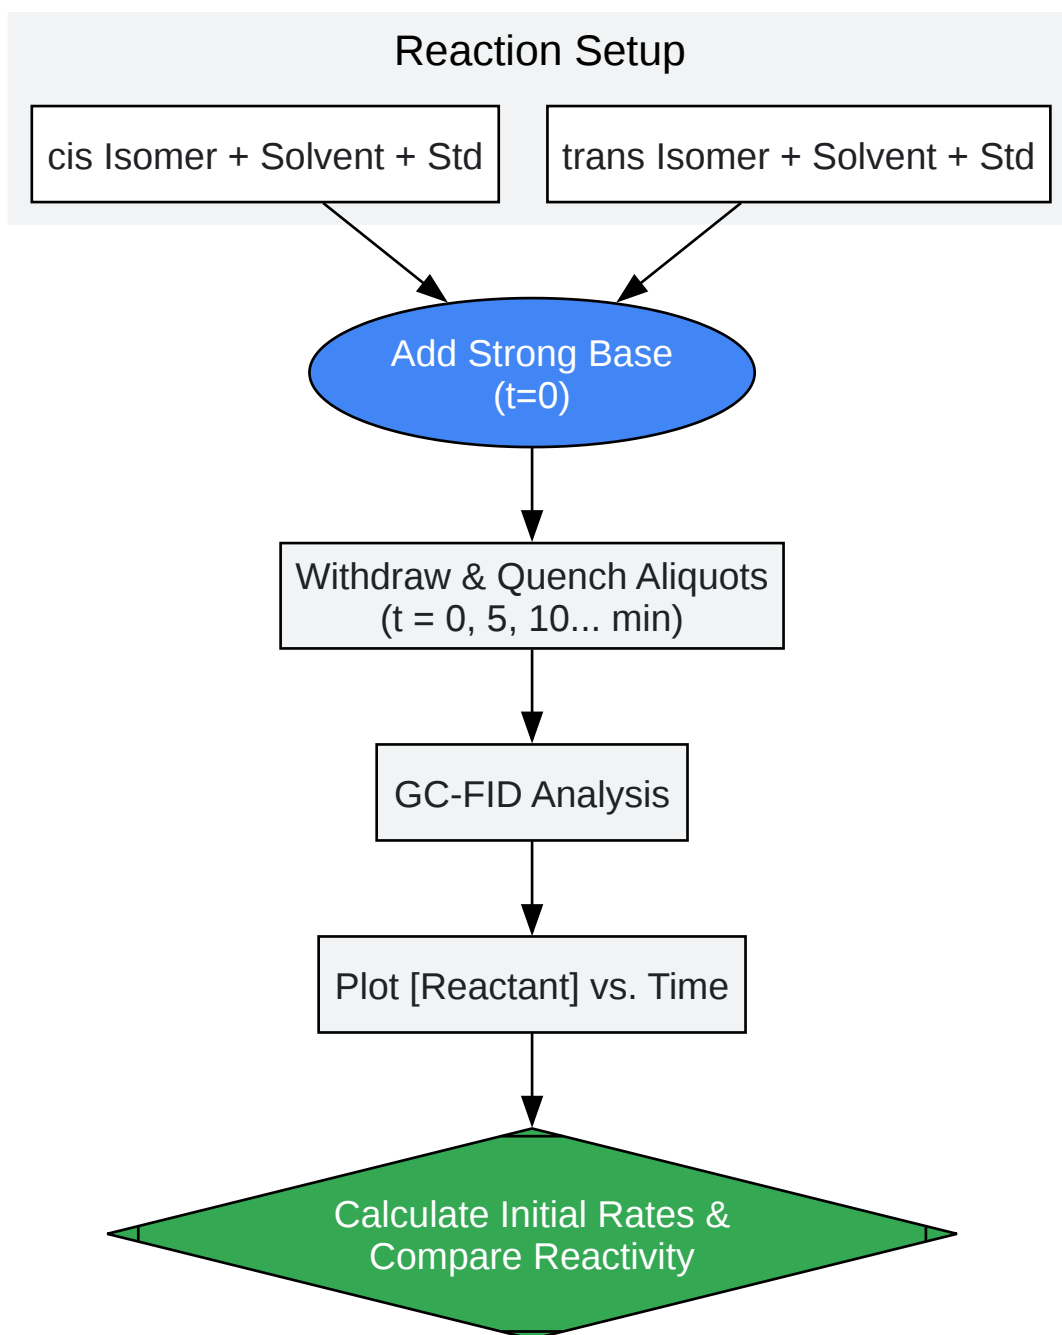 Reaction Setup
cis Isomer + Solvent + Std
trans Isomer + Solvent + Std
Add Strong Base
(t=0)
Withdraw & Quench Aliquots
(t = 0, 5, 10... min)
GC-FID Analysis
Plot [Reactant] vs. Time
Calculate Initial Rates &
Compare Reactivity